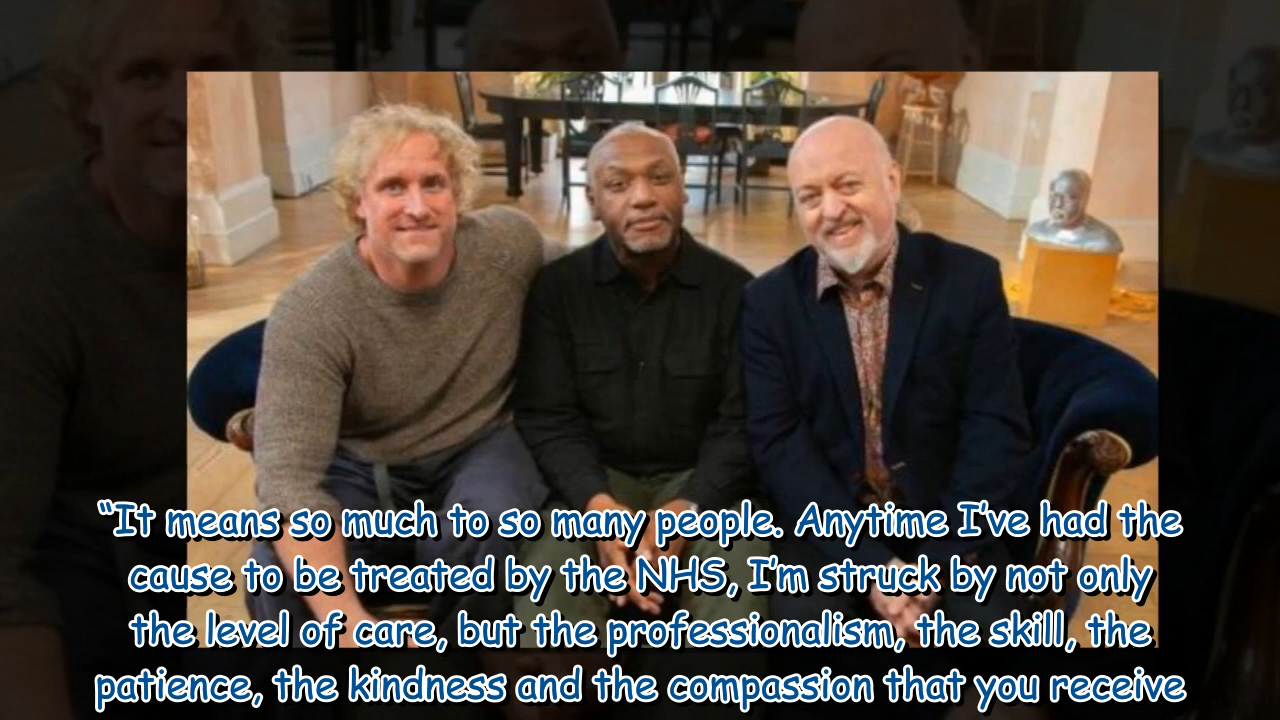 “It means so much to so many people. Anytime I’ve had the
cause to be treated by the NHS, I’m struck by not only
the level of care, but the professionalism, the skill, the
patience, the kindness and the compassion that you receive